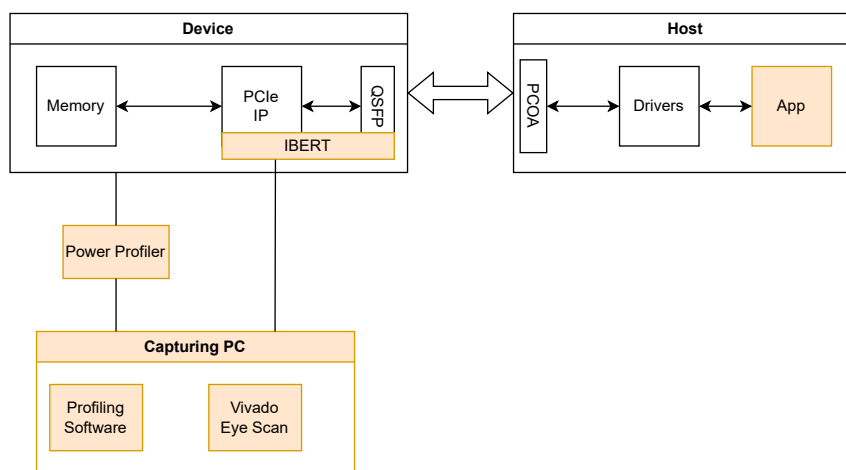 Device
Host
Memory
PCIe
IP
QSFP
IBERT
PCOA
Drivers
App
Power Profiler
Capturing PC
Profiling
Software
Vivado
Eye Scan